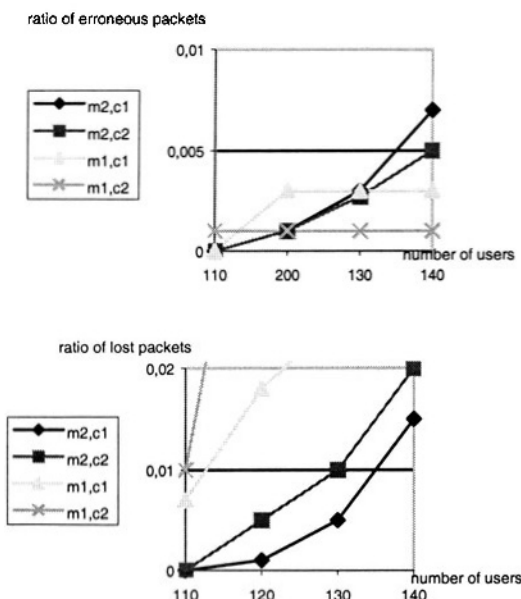 ratio of erroneous packets
0,01
m2,c1
m2,c2
m1,c1
m1,c2
0,005
0
number of users
110 200 130 140
ratio of lost packets
0,02
m2,c1
m2,c2
m1,c1
m1,c2
0,01
0
number of users
110 120 130 140